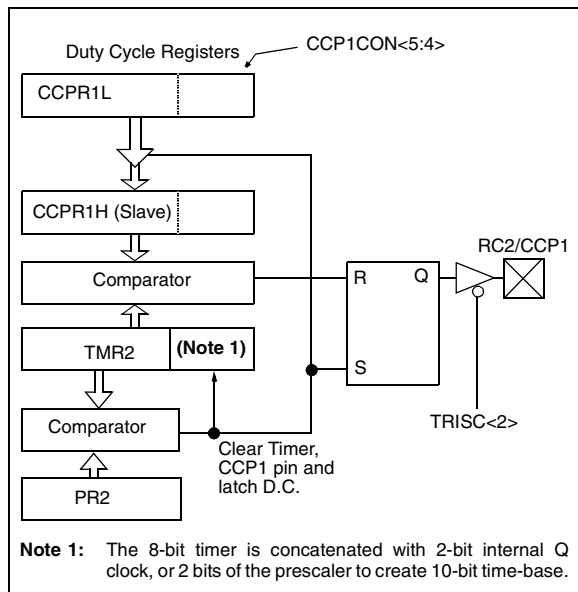 Duty Cycle Registers
CCP1CON<5:4>
CCPR1L
CCPR1H (Slave)
Comparator
RC2/CCP1
R
Q
TMR2
(Note 1)
S
Comparator
TRISC<2>
Clear Timer,
CCP1 pin and
latch D.C.
PR2
Note 1: The 8-bit timer is concatenated with 2-bit internal Q
clock, or 2 bits of the prescaler to create 10-bit time-base.